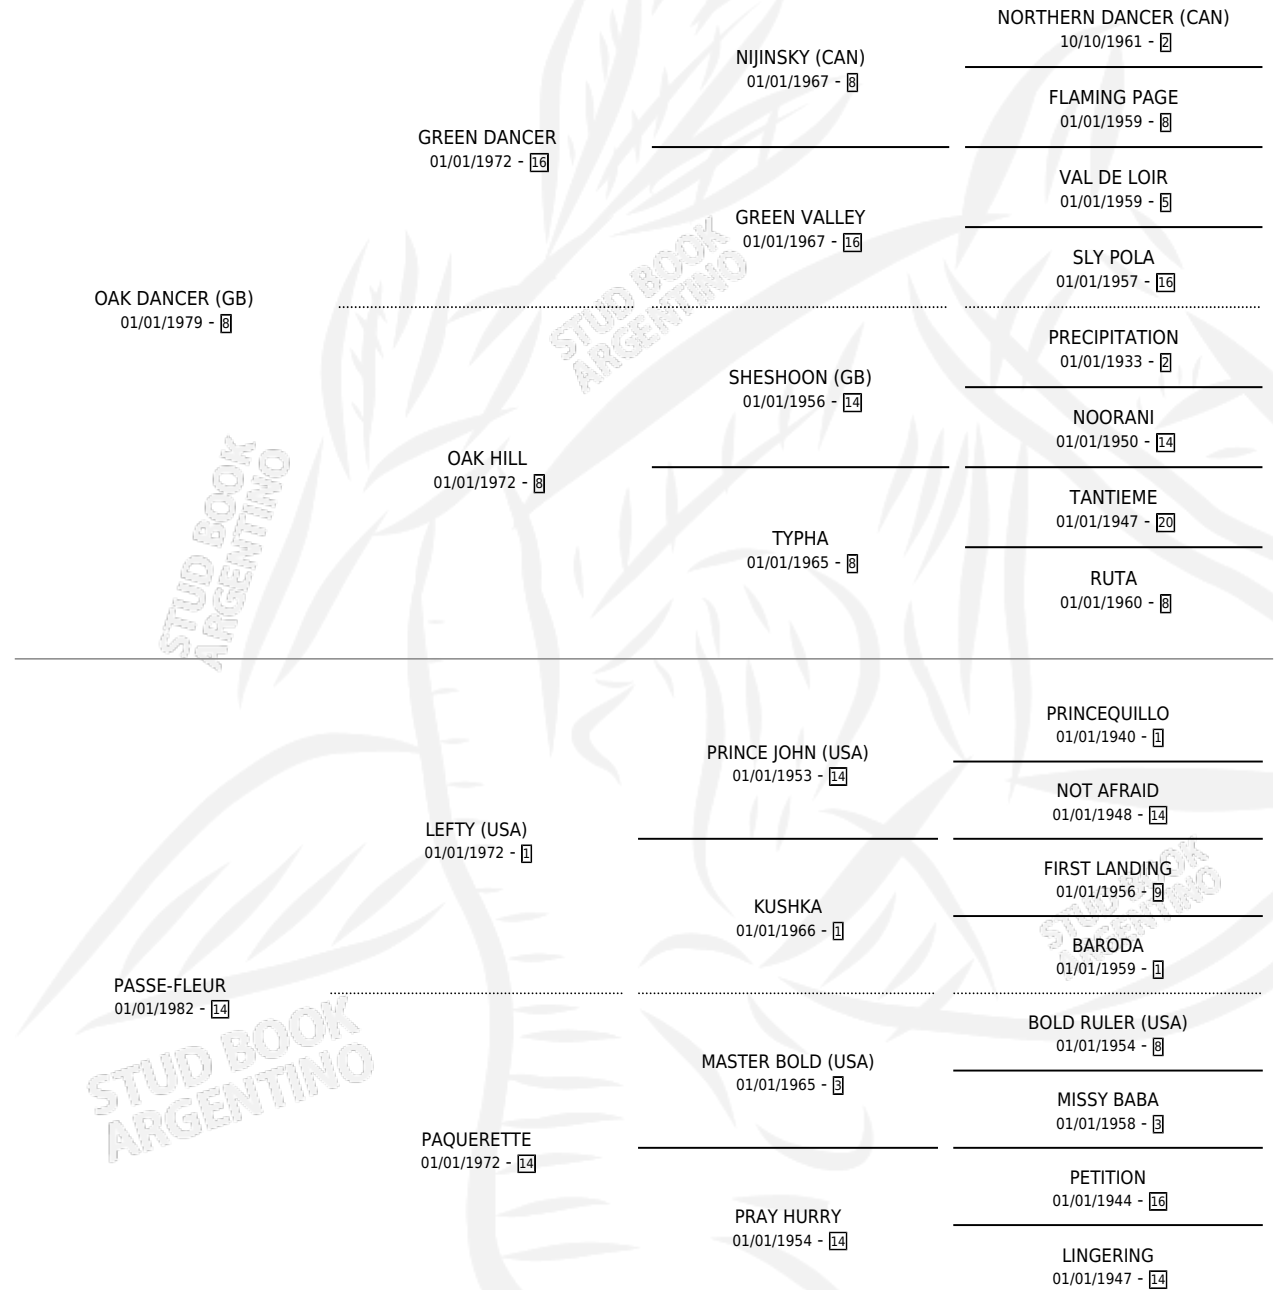 NORTHERN DANCER (CAN)
10/10/1961 - 2
NIJINSKY (CAN)
01/01/1967 - 8
FLAMING PAGE
01/01/1959 - 8
GREEN DANCER
01/01/1972 - 16
VAL DE LOIR
01/01/1959 - 5
GREEN VALLEY
01/01/1967 - 16
SLY POLA
01/01/1957 - 16
OAK DANCER (GB)
01/01/1979 - 8
PRECIPITATION
01/01/1933 - 2
SHESHOON (GB)
01/01/1956 - 14
NOORANI
01/01/1950 - 14
OAK HILL
01/01/1972 - 8
TANTIEME
01/01/1947 - 20
TYPHA
01/01/1965 - 8
RUTA
01/01/1960 - 8
STUD BOOK
ARGENTINO
STUD BOOK
ARGENTINO
PRINCEQUILLO
01/01/1940 - 1
PRINCE JOHN (USA)
01/01/1953 - 14
NOT AFRAID
01/01/1948 - 14
LEFTY (USA)
01/01/1972 - 1
FIRST LANDING
01/01/1956 - 9
KUSHKA
01/01/1966 - 1
BARODA
01/01/1959 - 1
STUD BOOK
ARGENTINO
PASSE-FLEUR
01/01/1982 - 14
BOLD RULER (USA)
01/01/1954 - 8
MASTER BOLD (USA)
01/01/1965 - 3
MISSY BABA
01/01/1958 - 3
PAQUERETTE
01/01/1972 - 14
PETITION
01/01/1944 - 16
PRAY HURRY
01/01/1954 - 14
LINGERING
01/01/1947 - 14
STUD BOOK
ARGENTINO